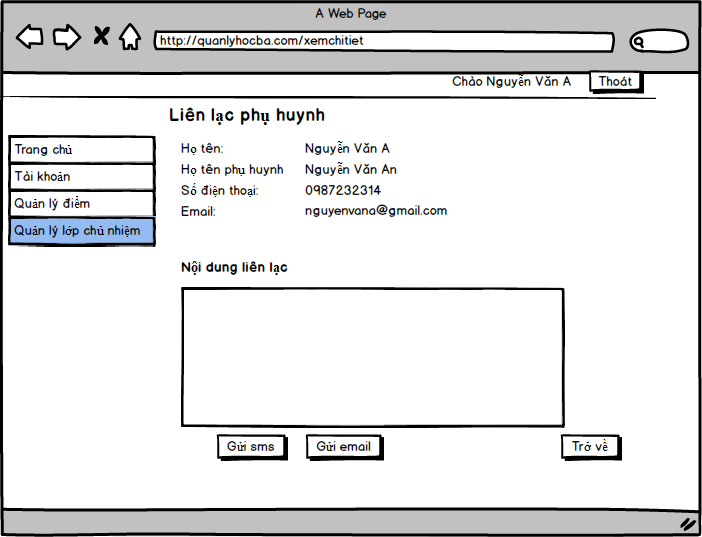 A Web Page
http://quanlyhocba.com/xemchitiet
Chào Nguyễn Văn A
Thoát
Liên lạc phụ huynh
Trang chủ
Tài khoản
Quản lý điểm
Quản lý lớp chủ nhiệm
Họ tên: Nguyễn Văn A
Họ tên phụ huynh Nguyễn Văn An
Số điện thoại: 0987232314
Email: nguyenvana@gmail.com
Nội dung liên lạc
Gửi sms
Gửi email
Trở về